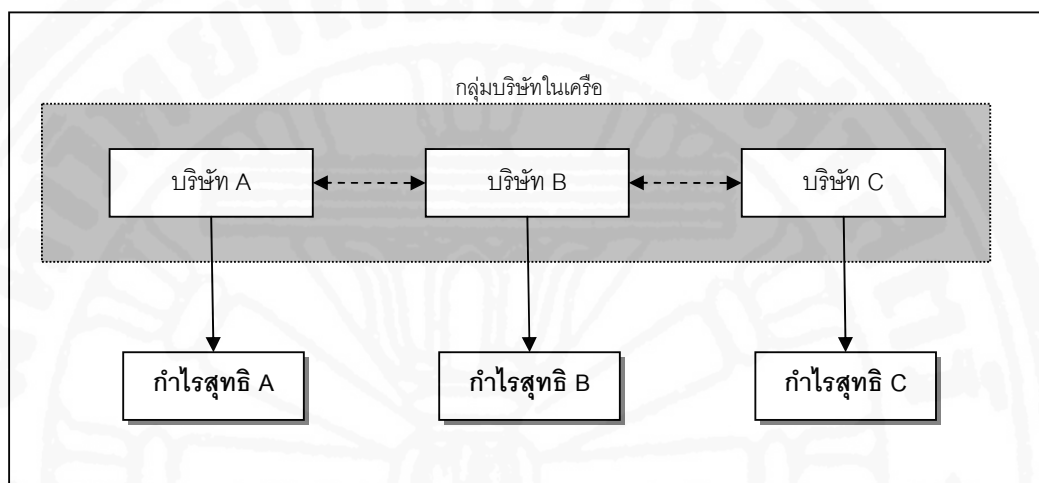 กลุ่มบริษัทในเครือ
บริษัท A
บริษัท B
บริษัท C
กำไรสุทธิ A
กำไรสุทธิ B
กำไรสุทธิ C